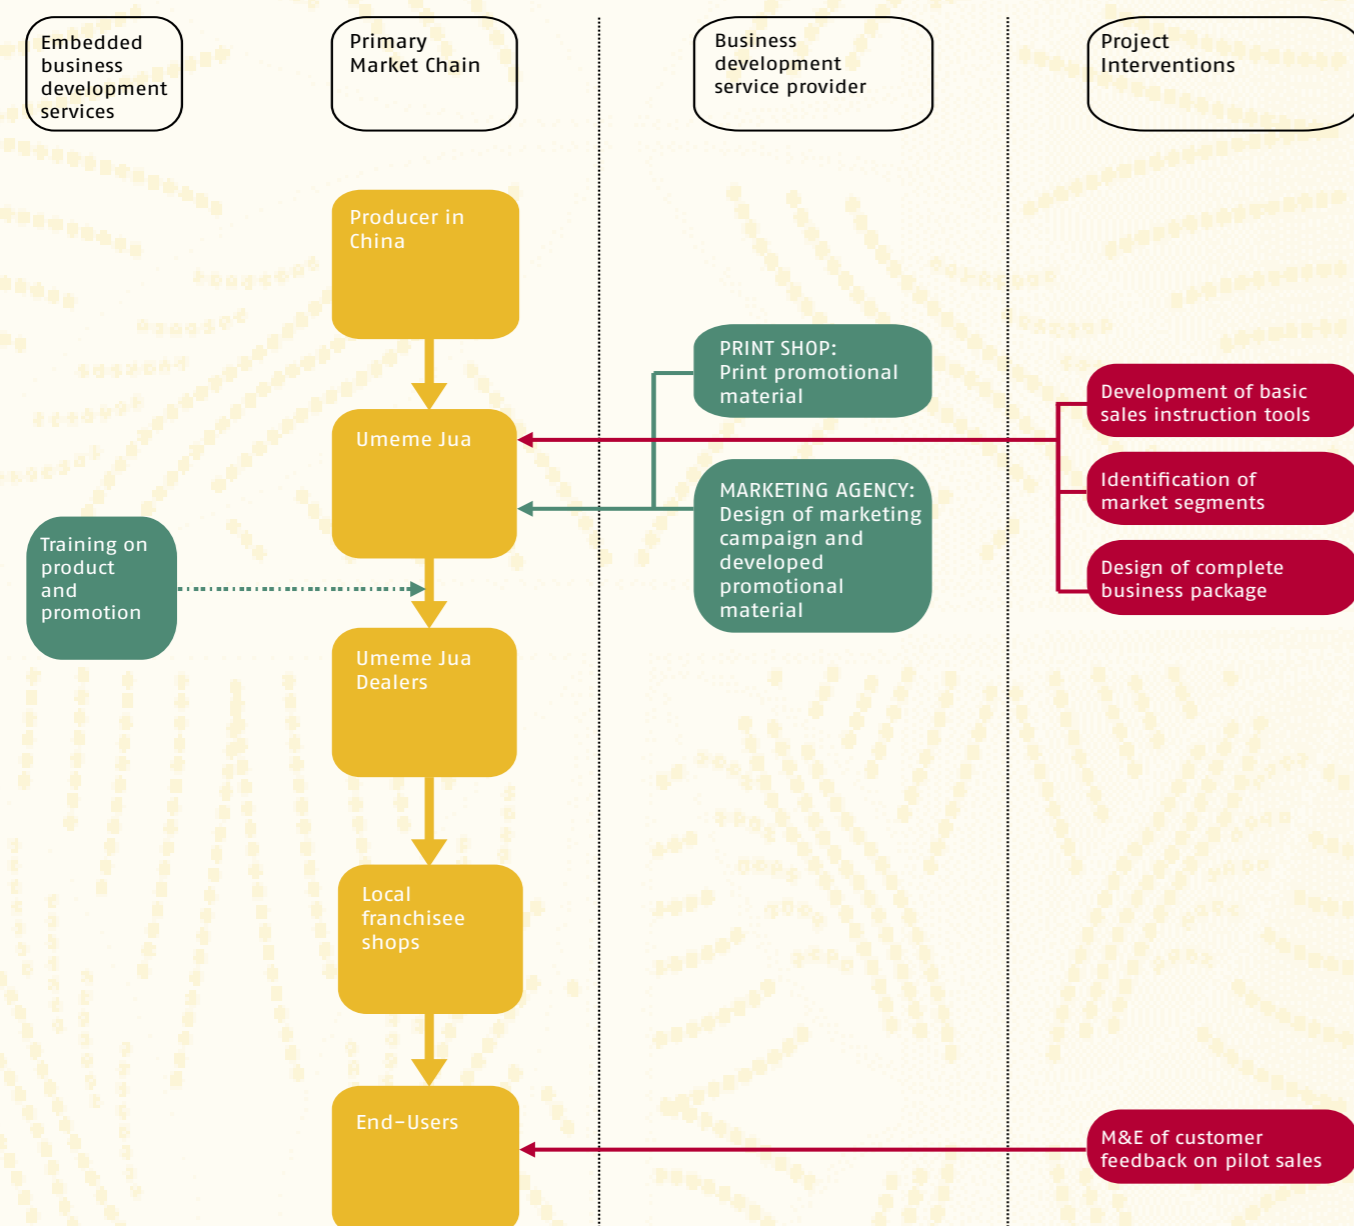 Embedded
business
development
services
Primary
Market Chain
Business
development
service provider
Project
Interventions
Producer in
China
PRINT SHOP:
Print promotional
material
Development of basic
sales instruction tools
Umeme Jua
MARKETING AGENCY:
Design of marketing
campaign and
developed
promotional
material
Identification of
market segments
Training on
product
and
promotion
Design of complete
business package
Umeme Jua
Dealers
Local
franchisee
shops
End-Users
M&E of customer
feedback on pilot sales